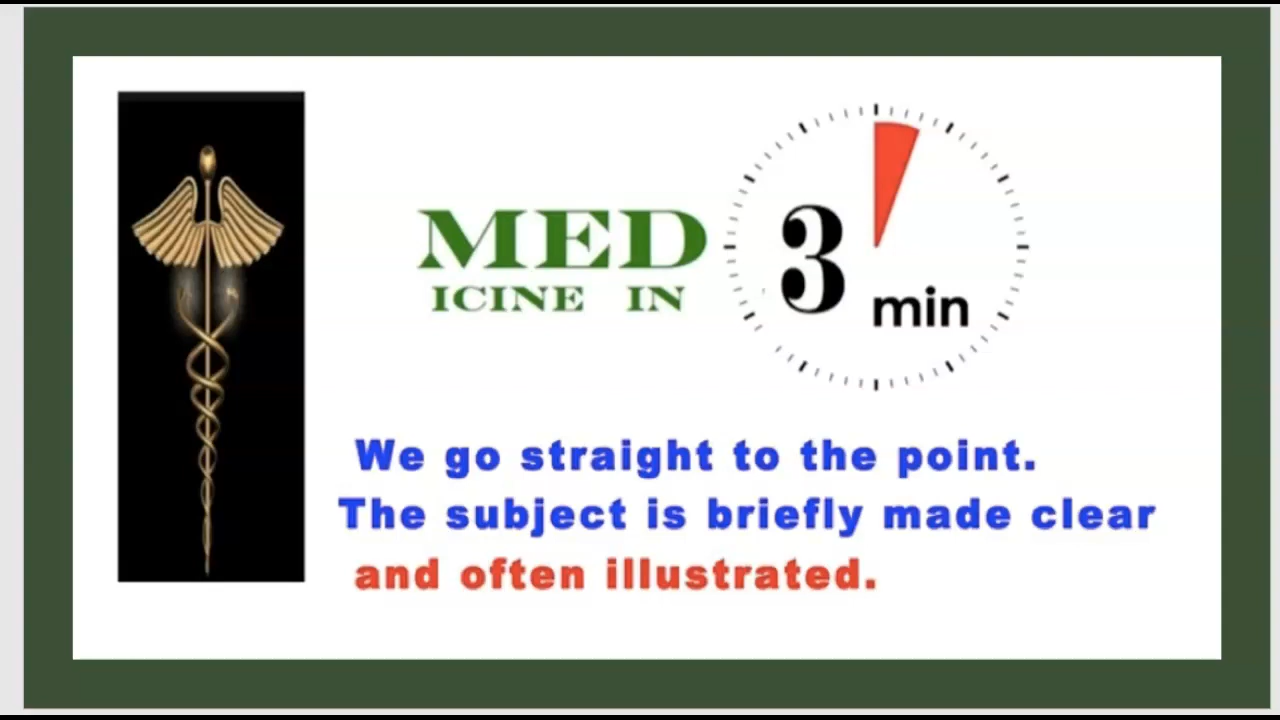 MED
ICINE IN
3 min
We go straight to the point.
The subject is briefly made clear
and often illustrated.